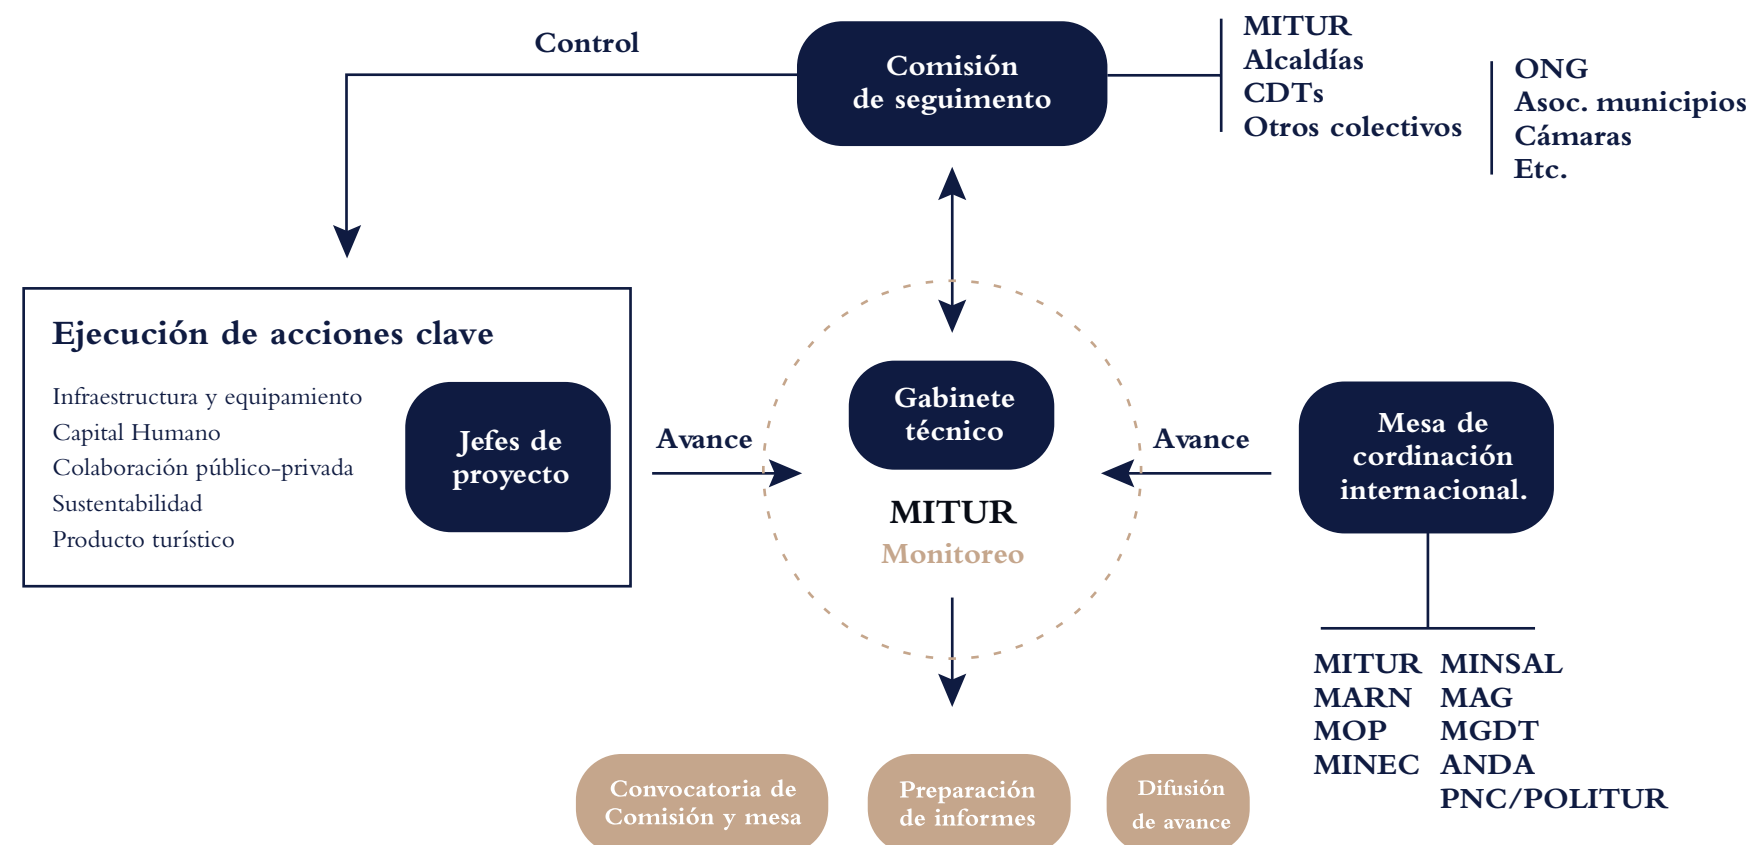 Control
Comisión
de seguimento
MITUR
Alcaldías
CDTs
Otros colectivos
ONG
Asoc. municipios
Cámaras
Etc.
Ejecución de acciones clave
Infraestructura y equipamiento
Capital Humano
Colaboración público-privada
Sustentabilidad
Producto turístico
Jefes de
proyecto
Avance
Gabinete
técnico
MITUR
Monitoreo
Avance
Mesa de
cordinación
internacional.
MITUR MINSAL
MARN MAG
MOP MGDT
MINEC ANDA
PNC/POLITUR
Convocatoria de
Comisión y mesa
Preparación
de informes
Difusión
de avance